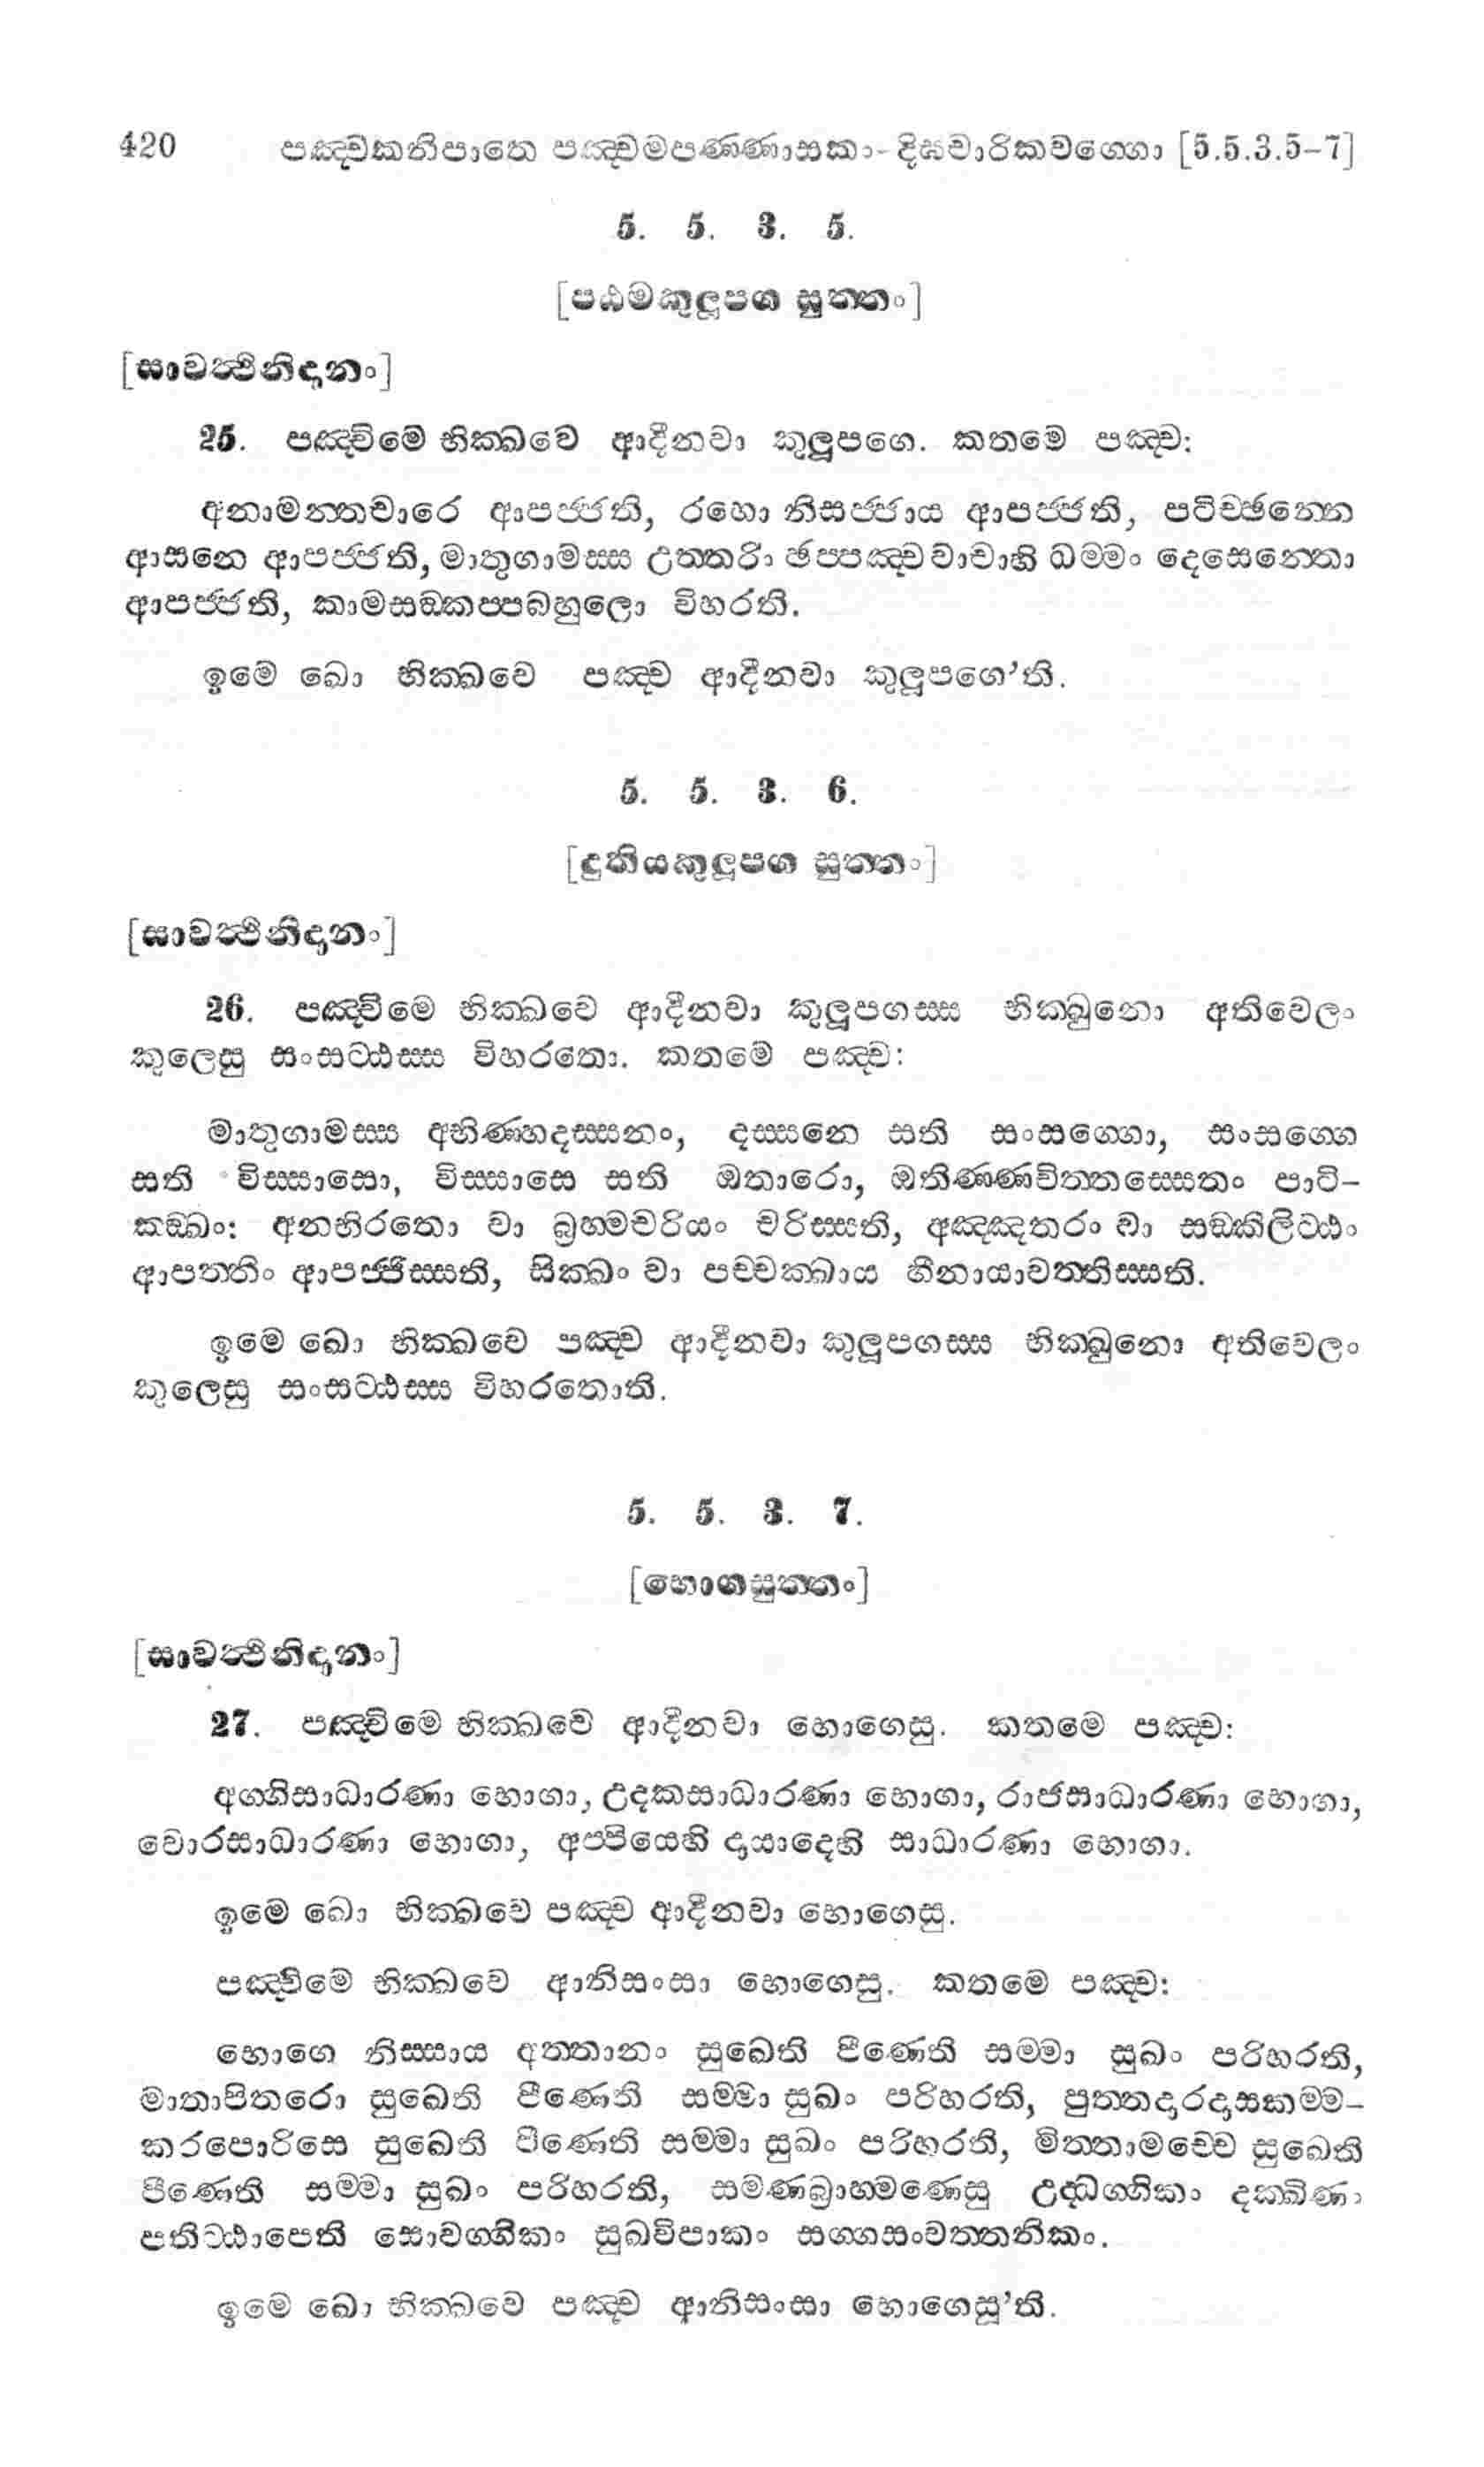 420 පඤ්චකනිපාතෙ පඤ්චමපණ්ණාසකා-දීඝචාරිකවග්ගො [5.5.3.5–7]
5. 5. 3. 5.
[පඨමකුලූපග සුත්තං]
[සාවත්ථිනිදානං]
25. පඤ්චිමේ භික්ඛවෙ ආදීනවා කුලූපගෙ. කතමෙ පඤ්ච:
අනාමන්තචාරෙ ආපජ්ජති, රහො නිසජ්ජාය ආපජ්ජති, පටිච්ඡන්නෙ
ආසනෙ ආපජ්ජති, මාතුගාමස්ස උත්තරිං ඡප්පඤ්චවාචාහි ධම්මං දෙසෙන්තො
ආපජ්ජති, කාමසඞ්කප්පබහුලො විහරති.
ඉමේ ඛො භික්ඛවෙ පඤ්ච ආදීනවා කුලූපගෙ’ති.
5. 5. 3. 6.
[දුතියකුලූපග සුත්තං]
[සාවත්ථිනිදානං]
26. පඤ්චිමෙ භික්ඛවෙ ආදීනවා කුලූපගස්ස භික්ඛුනො අතිවෙලං
කුලෙසු සංසට්ඨස්ස විහරතො. කතමෙ පඤ්ච:
මාතුගාමස්ස අභිණ්හදස්සනං, දස්සනෙ සති සංසග්ගො, සංසග්ගෙ
සති විස්සාසො, විස්සාසෙ සති ඔතාරො, ඔතිණ්ණචිත්තස්සෙතං පාටි–
කඞ්ඛං: අනභිරතො වා බ්‍රහ්මචරියං චරිස්සති, අඤ්ඤතරං වා සඞ්කිලිට්ඨං
ආපත්තිං ආපජ්ජිස්සති, සික්ඛං වා පච්චක්ඛාය හීනායාවත්තිස්සති.
ඉමෙ ඛො භික්ඛවෙ පඤ්ච ආදීනවා කුලූපගස්ස භික්ඛුනො අතිවෙලං
කුලෙසු සංසට්ඨස්ස විහරතොති.
5. 5. 3. 7.
[භොගසුත්තං]
[සාවත්ථිනිදානං]
27. පඤ්චිමෙ භික්ඛවෙ ආදීනවා භොගෙසු. කතමෙ පඤ්ච:
අග්ගිසාධාරණා භොගා, උදකසාධාරණා භොගා, රාජසාධාරණා භොගා,
චොරසාධාරණා භොගා, අප්පියෙහි දායාදෙහි සාධාරණා භොගා.
ඉමෙ ඛො භික්ඛවෙ පඤ්ච ආදීනවා භොගෙසු.
පඤ්චිමේ භික්ඛවෙ ආනිසංසා භොගෙසු. කතමෙ පඤ්ච:
භොගෙ නිස්සාය අත්තානං සුඛෙති පීණෙති සම්මා සුඛං පරිහරති,
මාතාපිතරො සුඛෙති පීණෙති සම්මා සුඛං පරිහරති, පුත්තදාරදාසකම්ම–
කරපොරිසෙ සුඛෙති පීණෙති සම්මා සුඛං පරිහරති, මිත්තාමච්චෙ සුඛෙති
පීණෙති සම්මා සුඛං පරිහරති, සමණබ්‍රාහ්මණෙසු උද්ධග්ගිකං දක්ඛිණං
පතිට්ඨාපෙති සොවග්ගිකං සුඛවිපාකං සග්ගසංවත්තනිකං.
ඉමෙ ඛො භික්ඛවෙ පඤ්ච ආනිසංසා භොගෙසූ’ති.